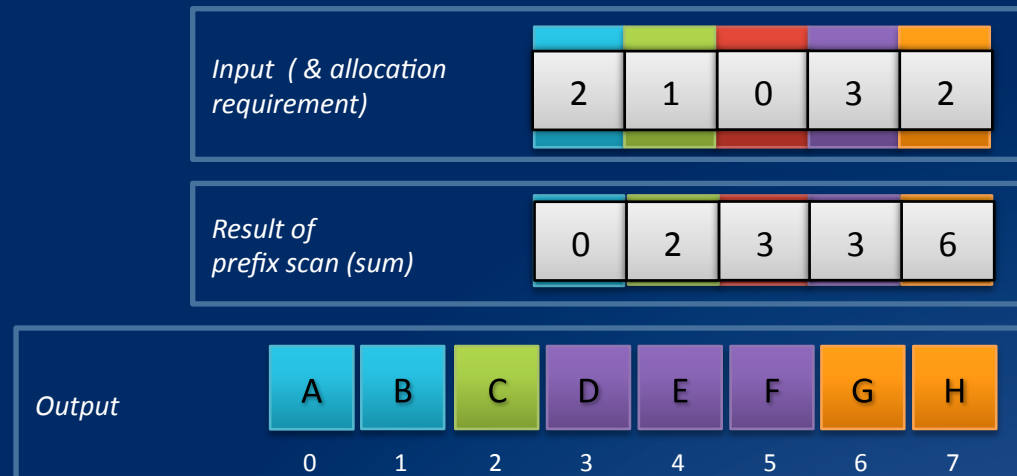 Input ( & allocation
requirement)
2 1 0 3 2
Result of
prefix scan (sum)
0 2 3 3 6
Output
A B C D E F G H
0 1 2 3 4 5 6 7